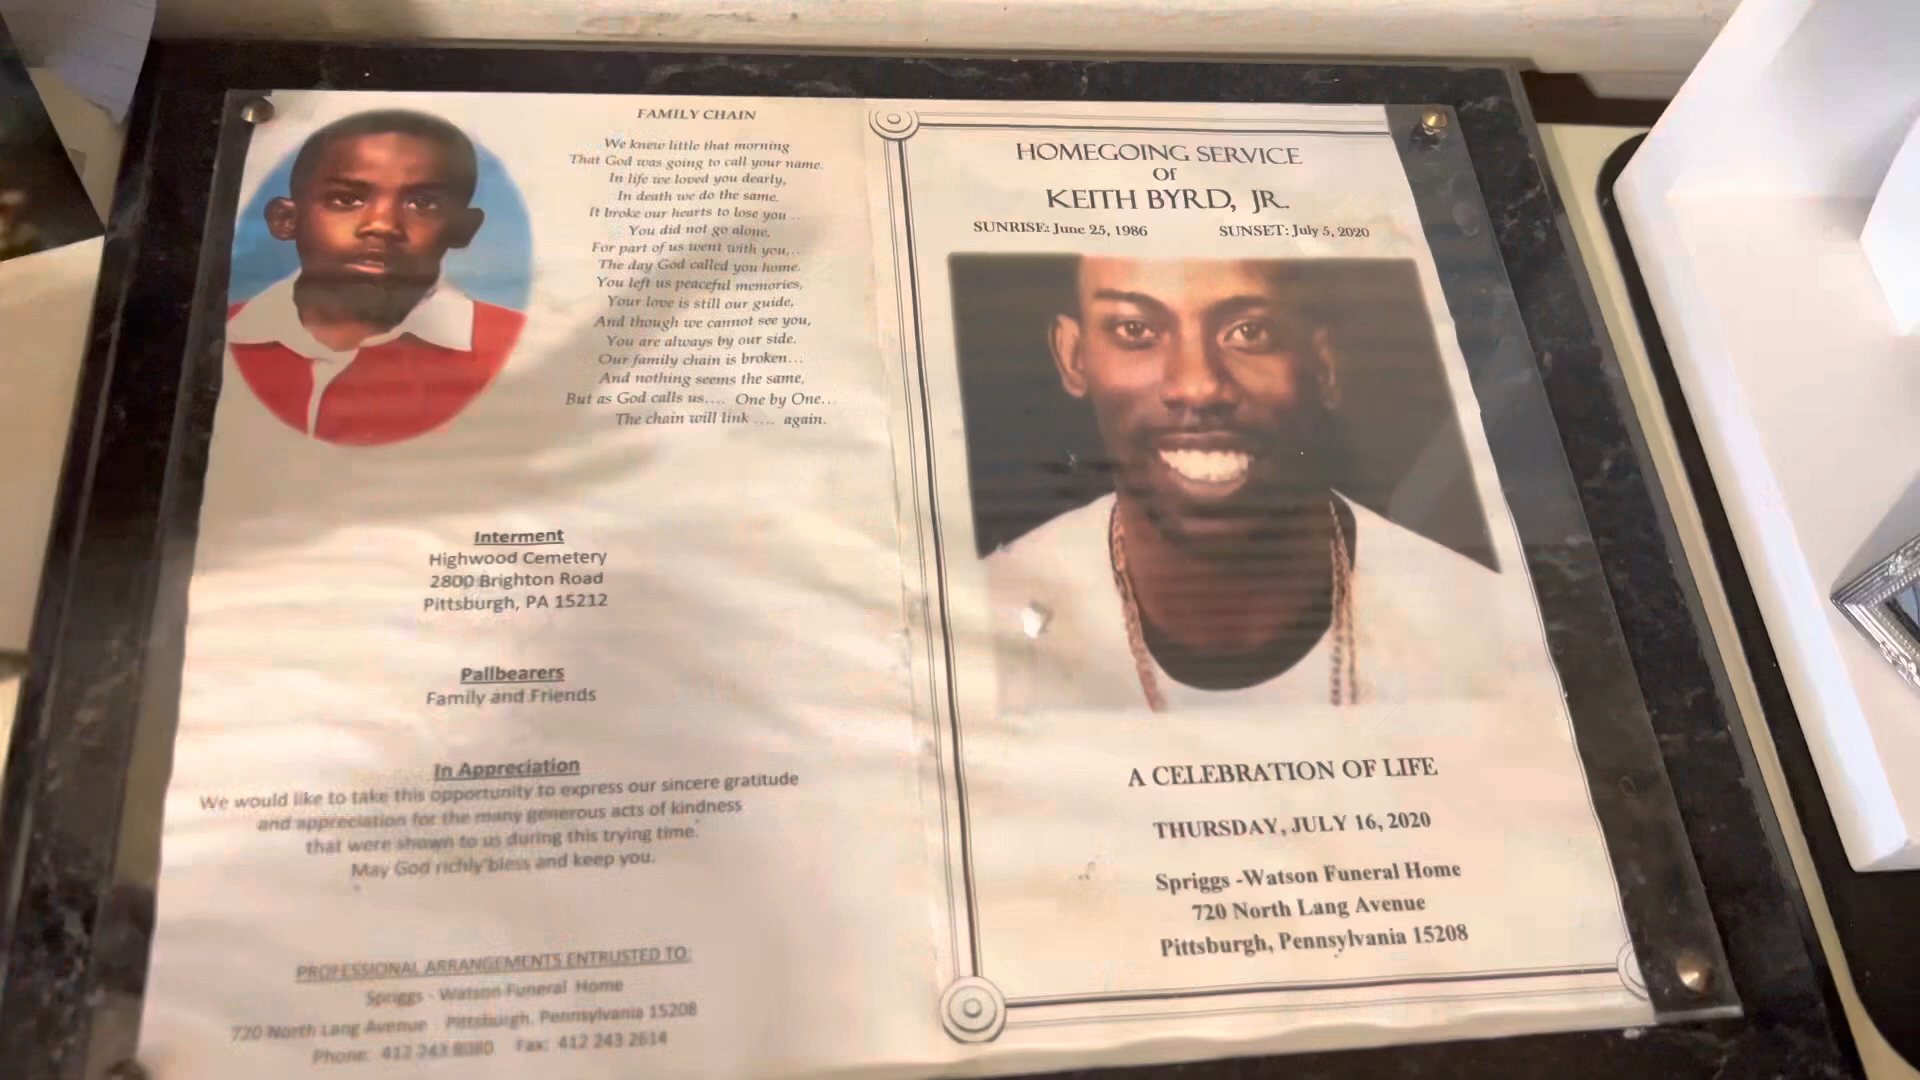 FAMILY CHAIN
We knew little that morning
That God was going to call your name.
In life we loved you dearly,
In death we do the same.
It broke our hearts to lose you ...
You did not go alone,
For part of us went with you,..
The day God called you home.
You left us peaceful memories,
Your love is still our guide,
And though we cannot see you,
You are always by our side.
Our family chain is broken...
And nothing seems the same,
But as God calls us.... One by One..
The chain will link .... again.
Interment
Highwood Cemetery
2800 Brighton Road
Pittsburgh, PA 15212
Pallbearers
Family and Friends
In Appreciation
We would like to take this opportunity to express our sincere gratitude
and appreciation for the many generous acts of kindness
that were shown to us during this trying time.
May God richly bless and keep you.
PROFESSIONAL ARRANGEMENTS ENTRUSTED TO:
Spriggs - Watson Funeral Home
720 North Lang Avenue Pittsburgh, Pennsylvania 15208
Phone: 412 243 Fax: 412 243 2614
HOMEGOING SERVICE
Of
KEITH BYRD, JR.
SUNRISE: June 25, 1986 SUNSET: July 5, 2020
A CELEBRATION OF LIFE
THURSDAY, JULY 16, 2020
Spriggs -Watson Funeral Home
720 North Lang Avenue
Pittsburgh, Pennsylvania 15208